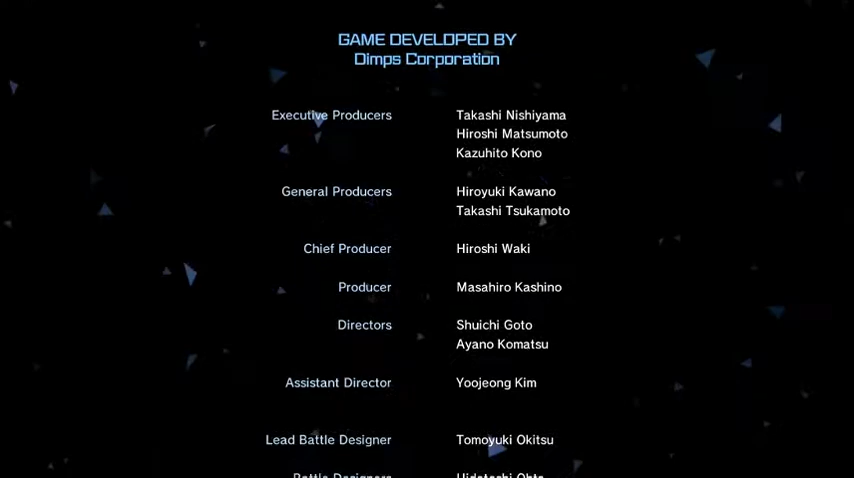 GAME DEVELOPED BY
Dimps Corporation
Executive Producers Takashi Nishiyama
Hiroshi Matsumoto
Kazuhito Kono
General Producers Hiroyuki Kawano
Takashi Tsukamoto
Chief Producer Hiroshi Waki
Producer Masahiro Kashino
Directors Shuichi Goto
Ayano Komatsu
Assistant Director Yoojeong Kim
Lead Battle Designer Tomoyuki Okitsu
Battle Designers